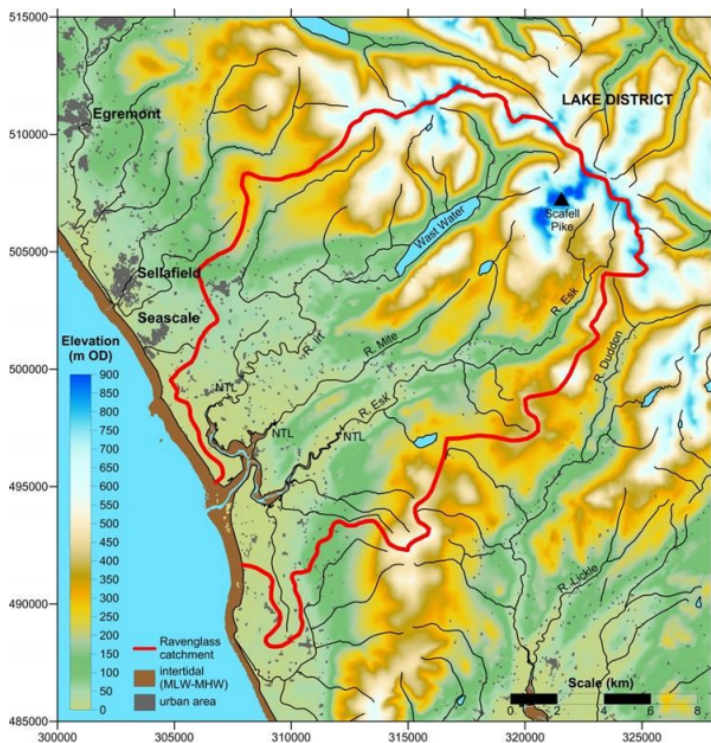 515000
510000
505000
500000
495000
490000
485000
300000
305000
310000
315000
320000
325000
LAKE DISTRICT
Egremont
Scafell
Pike
Wast Water
Sellafield
Seascale
R. Irt
R. Mite
R. Esk
R. Esk
R. Duddon
R. Lickle
NTL
NTL
NTL
Elevation
(m OD)
900
850
800
750
700
650
600
550
500
450
400
350
300
250
200
150
100
50
0
Ravenglass
catchment
intertidal
(MLW-MHW)
urban area
Scale (km)
0 2 4 6 8